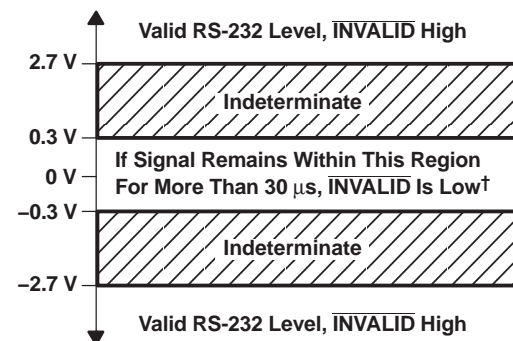 Valid RS-232 Level, INVALID High
2.7 V
Indeterminate
0.3 V
If Signal Remains Within This Region
0 V
For More Than 30 μs, INVALID Is Low†
–0.3 V
Indeterminate
–2.7 V
Valid RS-232 Level, INVALID High